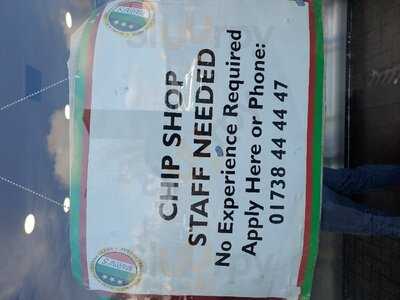 CHIP SHOP
STAFF NEEDED
No Experience Required
Apply Here or Phone:
01738 44 44 47